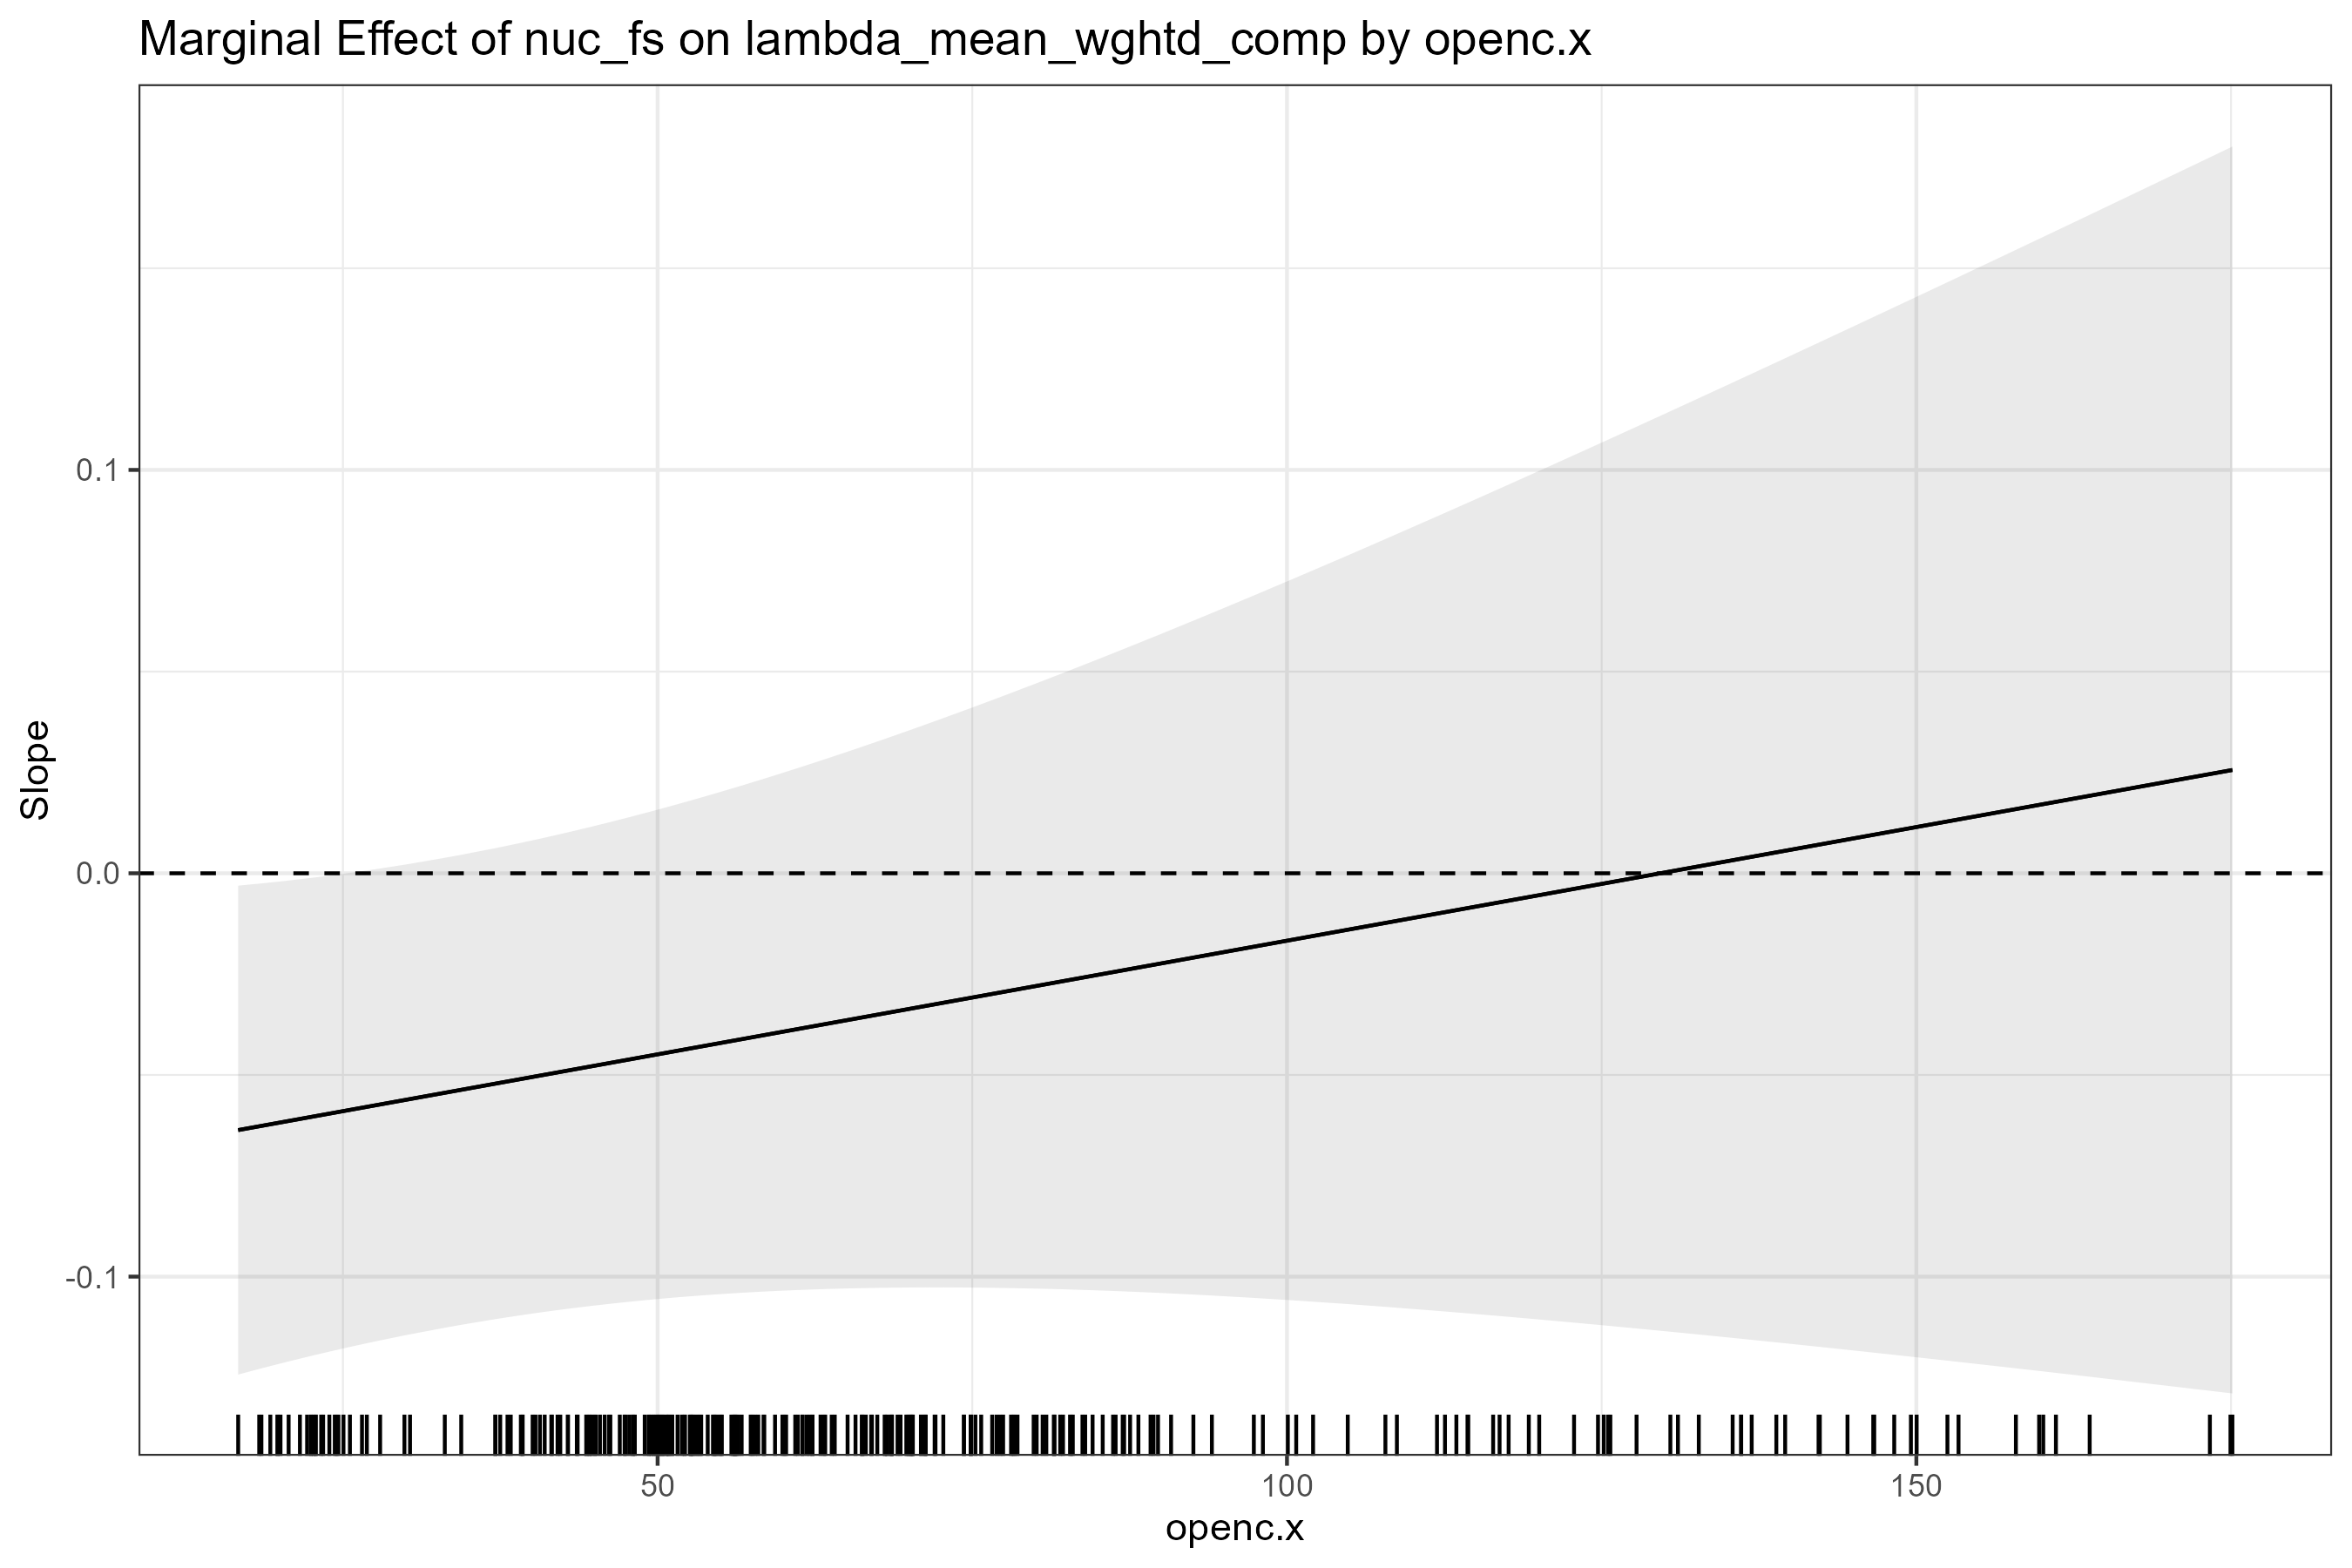 Marginal Effect of nuc_fs on lambda_mean_wghtd_comp by openc.x
0.1
0.0
-0.1
Slope
50
100
150
openc.x